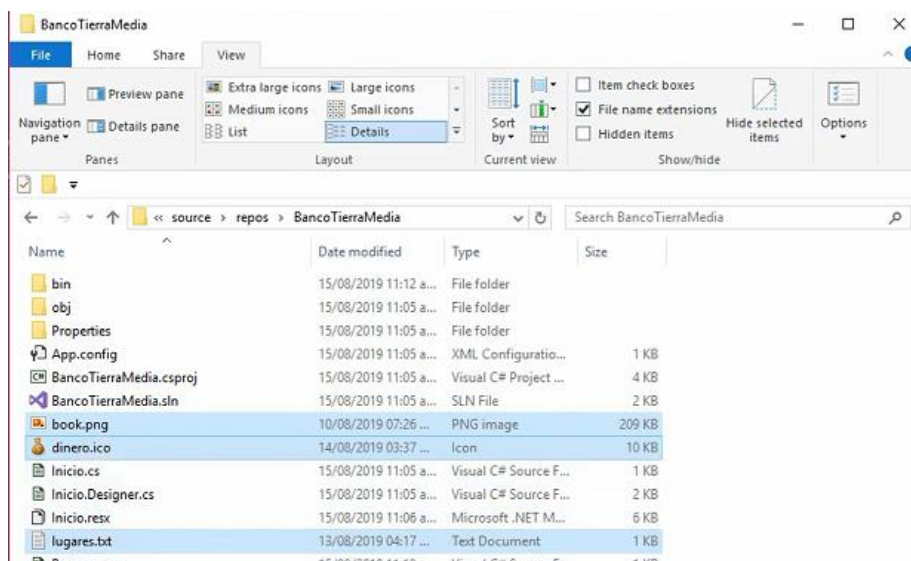 BancoTierraMedia
File Home Share View
Navigation pane
Preview pane
Details pane
Panes
Extra large icons Large icons
Medium icons Small icons
List Details
Layout
Sort by
Current view
Item check boxes
File name extensions
Hidden items
Hide selected items
Show/hide
Options
« source > repos > BancoTierraMedia
Search BancoTierraMedia
Name Date modified Type Size
bin 15/08/2019 11:12 a... File folder
obj 15/08/2019 11:05 a... File folder
Properties 15/08/2019 11:05 a... File folder
App.config 15/08/2019 11:05 a... XML Configuratio... 1 KB
BancoTierraMedia.csproj 15/08/2019 11:05 a... Visual C# Project ... 4 KB
BancoTierraMedia.sln 15/08/2019 11:05 a... SLN File 2 KB
book.png 10/08/2019 07:26 ... PNG image 209 KB
dinero.ico 14/08/2019 03:37 ... Icon 10 KB
Inicio.cs 15/08/2019 11:05 a... Visual C# Source F... 1 KB
Inicio.Designer.cs 15/08/2019 11:05 a... Visual C# Source F... 2 KB
Inicio.resx 15/08/2019 11:06 a... Microsoft .NET M... 6 KB
lugares.txt 13/08/2019 04:17 ... Text Document 1 KB